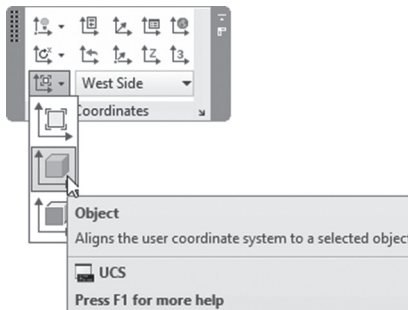 West Side
Coordinates
Object
Aligns the user coordinate system to a selected object
UCS
Press F1 for more help